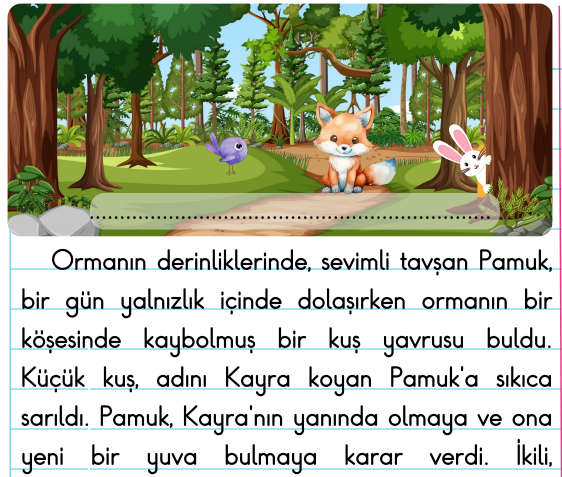 Ormanın derinliklerinde, sevimli tavşan Pamuk,
bir gün yalnızlık içinde dolaşırken ormanın bir
köşesinde kaybolmuş bir kuş yavrusu buldu.
Küçük kuş, adını Kayra koyan Pamuk'a sıkıca
sarıldı. Pamuk, Kayra'nın yanında olmaya ve ona
yeni bir yuva bulmaya karar verdi. İkili,